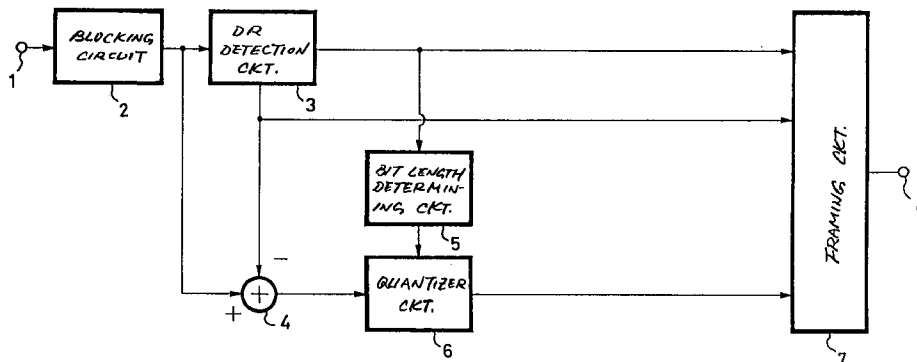 BLOCKING
CIRCUIT
1
2
DR
DETECTION
CKT.
3
BIT LENGTH
DETERMIN-
ING CKT.
5
−
+
+
4
QUANTIZER
CKT.
6
FRAMING CKT.
7